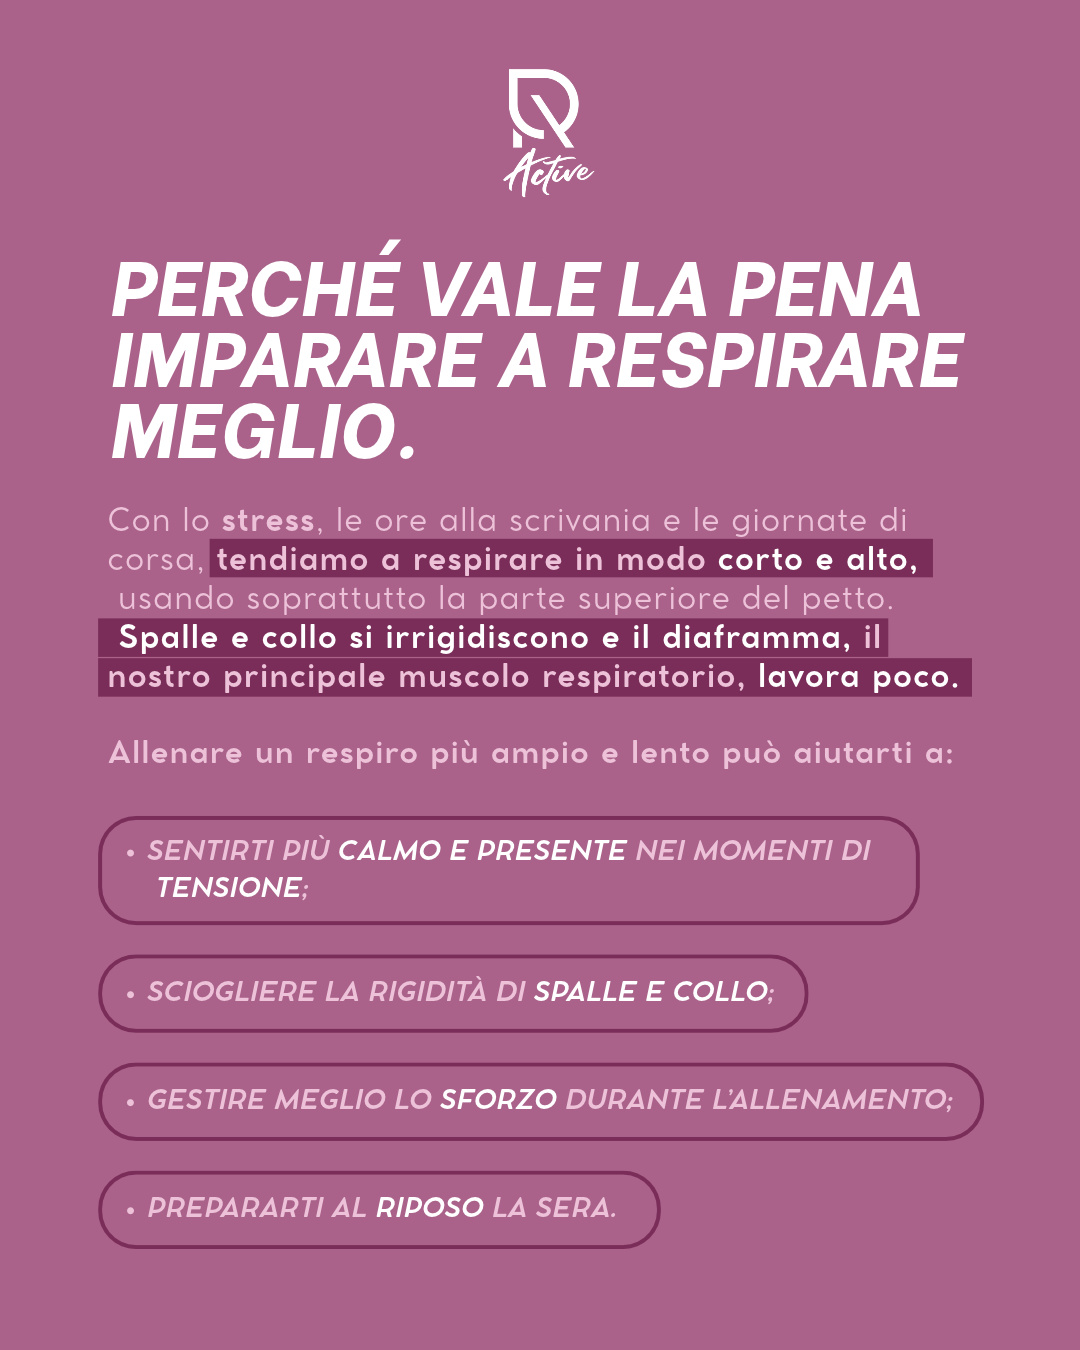 Active
PERCHÉ VALE LA PENA
IMPARARE A RESPIRARE
MEGLIO.
Con lo stress, le ore alla scrivania e le giornate di
corsa, tendiamo a respirare in modo corto e alto,
usando soprattutto la parte superiore del petto.
Spalle e collo si irrigidiscono e il diaframma, il
nostro principale muscolo respiratorio, lavora poco.
Allenare un respiro più ampio e lento può aiutarti a:
• SENTIRTI PIÙ CALMO E PRESENTE NEI MOMENTI DI
TENSIONE;
• SCIOGLIERE LA RIGIDITÀ DI SPALLE E COLLO;
• GESTIRE MEGLIO LO SFORZO DURANTE L'ALLENAMENTO;
• PREPARARTI AL RIPOSO LA SERA.